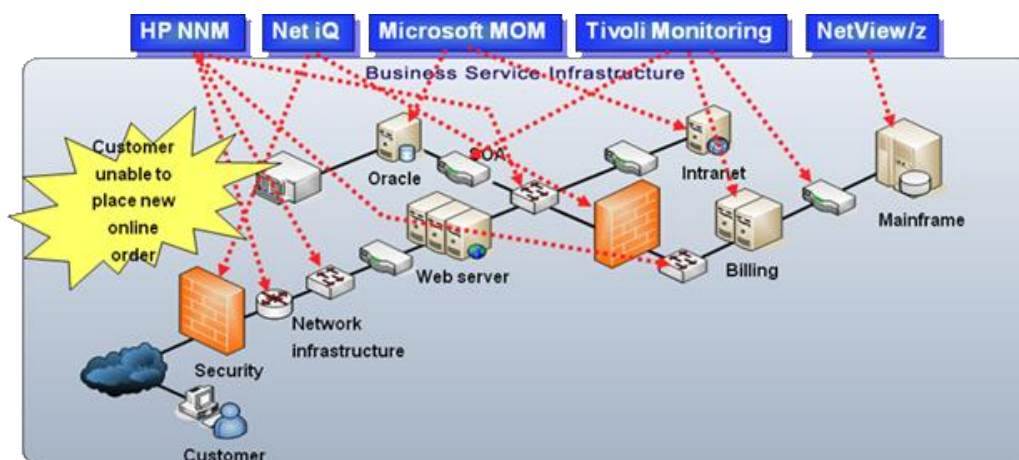 HP NNM
Net iQ
Microsoft MOM
Tivoli Monitoring
NetView/z
Business Service Infrastructure
Customer
unable to
place new
online
order
Oracle
SOA
Intranet
Mainframe
Web server
Billing
Network
infrastructure
Security
Customer